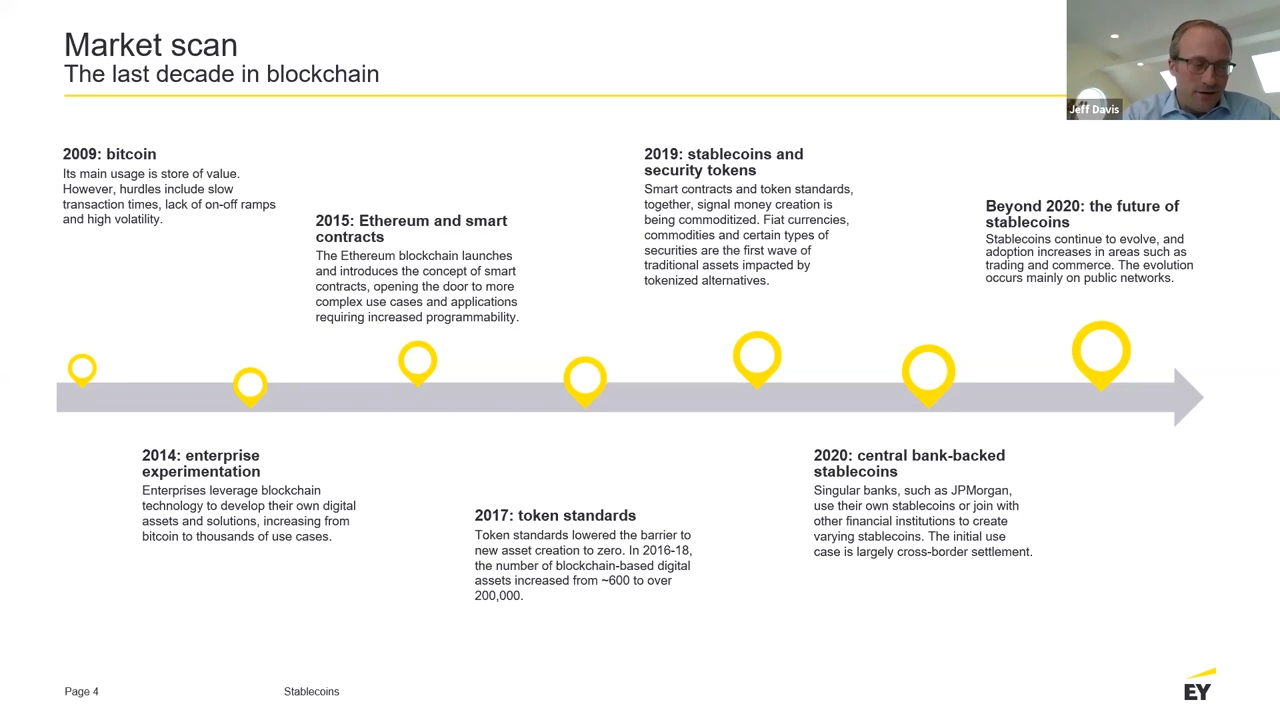 Market scan
The last decade in blockchain
Jeff Davis
2009: bitcoin
Its main usage is store of value.
However, hurdles include slow
transaction times, lack of on-off ramps
and high volatility.
2015: Ethereum and smart
contracts
The Ethereum blockchain launches
and introduces the concept of smart
contracts, opening the door to more
complex use cases and applications
requiring increased programmability.
2019: stablecoins and
security tokens
Smart contracts and token standards,
together, signal money creation is
being commoditized. Fiat currencies,
commodities and certain types of
securities are the first wave of
traditional assets impacted by
tokenized alternatives.
Beyond 2020: the future of
stablecoins
Stablecoins continue to evolve, and
adoption increases in areas such as
trading and commerce. The evolution
occurs mainly on public networks.
2014: enterprise
experimentation
Enterprises leverage blockchain
technology to develop their own digital
assets and solutions, increasing from
bitcoin to thousands of use cases.
2017: token standards
Token standards lowered the barrier to
new asset creation to zero. In 2016-18,
the number of blockchain-based digital
assets increased from ~600 to over
200,000.
2020: central bank-backed
stablecoins
Singular banks, such as JPMorgan,
use their own stablecoins or join with
other financial institutions to create
varying stablecoins. The initial use
case is largely cross-border settlement.
Page 4
Stablecoins
EY